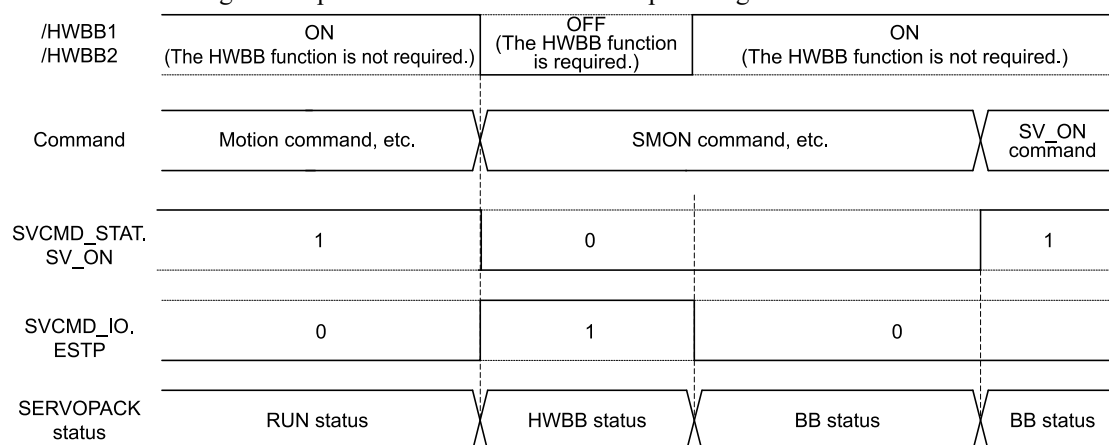 /HWBB1
/HWBB2
ON
(The HWBB function is not required.)
OFF
(The HWBB function
is required.)
ON
(The HWBB function is not required.)
Command
Motion command, etc.
SMON command, etc.
SV_ON
command
SVCMD_STAT.
SV_ON
1
0
1
SVCMD_IO.
ESTP
0
1
0
SERVOPACK
status
RUN status
HWBB status
BB status
BB status